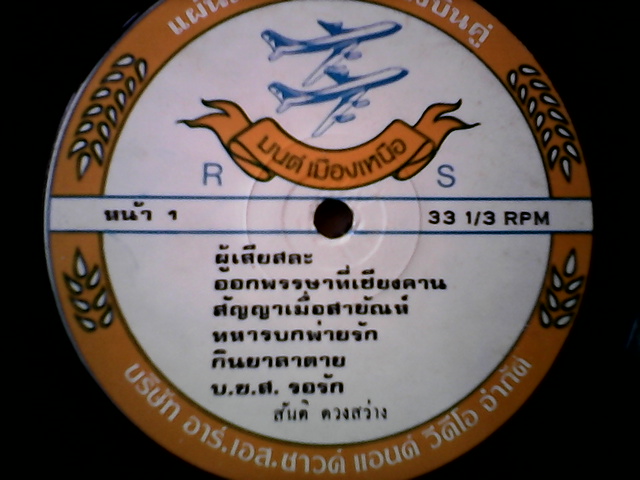 มนต์เมืองเหนือ
R S
หน้า 1 33 1/3 RPM
ผู้เสียสละ
ออกพรรษาที่เชียงคาน
สัญญาเมื่อสายัณห์
ทหารบกพ่ายรัก
กินยาลาตาย
บ.ข.ส. รอรัก
สันติ ดวงสว่าง
บริษัท อาร์.เอส.ซาวด์ แอนด์ วีดีโอ จำกัด